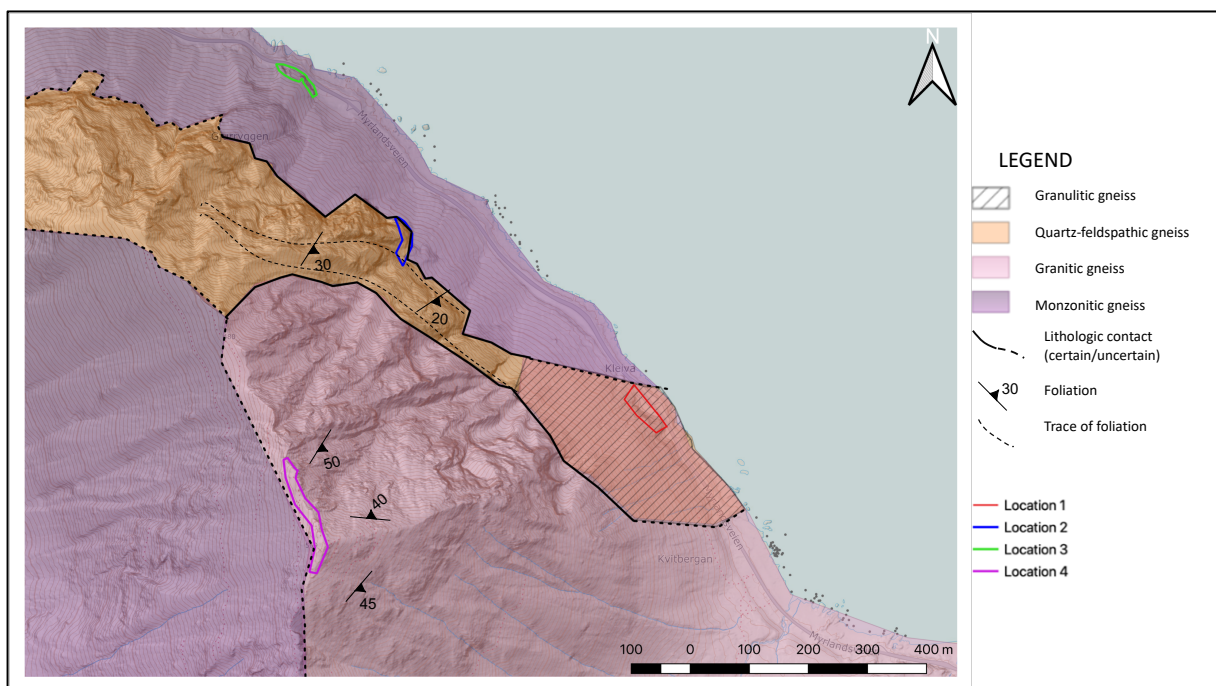 N
Myrlandsveien
30
20
Kleiva
50
40
45
Kvitbergan
veien
Myrlands
100 0 100 200 300 400 m
LEGEND
Granulitic gneiss
Quartz-feldspathic gneiss
Granitic gneiss
Monzonitic gneiss
Lithologic contact
(certain/uncertain)
30 Foliation
Trace of foliation
Location 1
Location 2
Location 3
Location 4